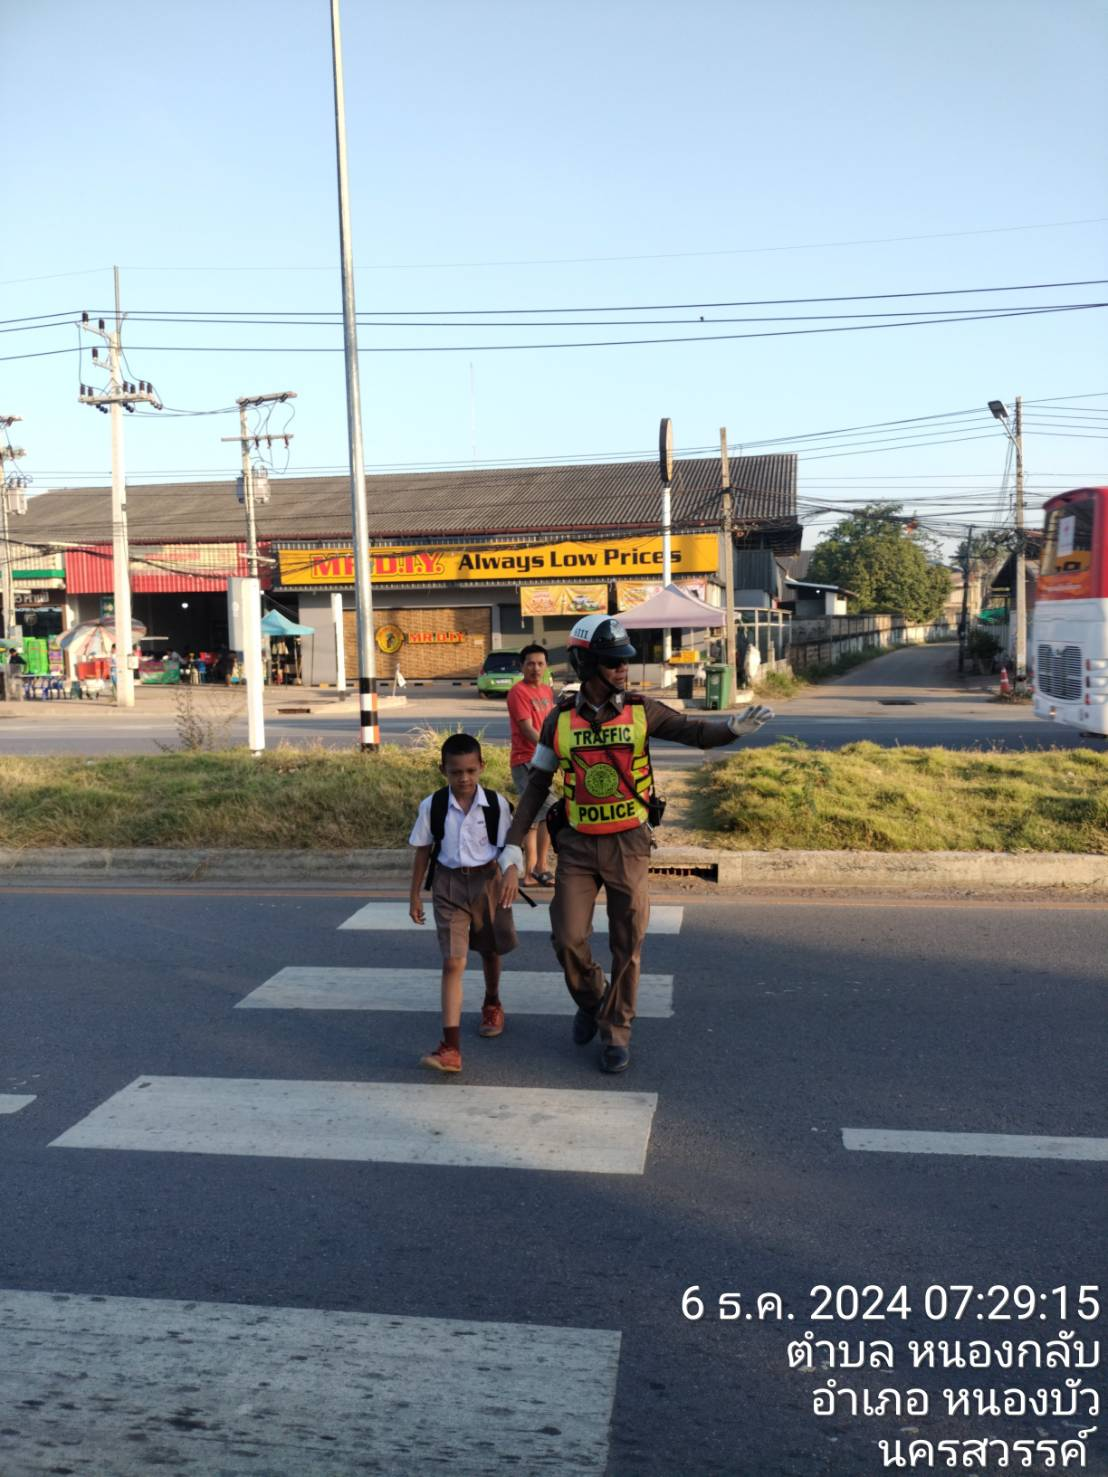 MR.D.I.Y. Always Low Prices
MR.D.I.Y.
TRAFFIC
POLICE
6 ธ.ค. 2024 07:29:15
ตำบล หนองกลับ
อำเภอ หนองบัว
นครสวรรค์